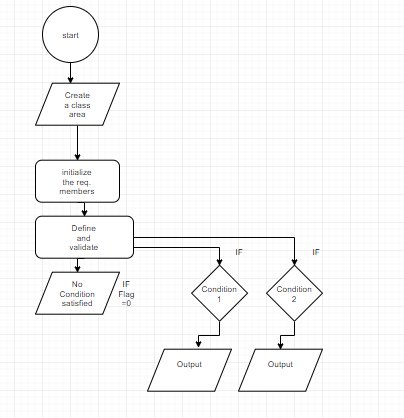 start
Create
a class
area
initialize
the req.
members
Define
and
validate
No
Condition
satisfied
IF
Flag
=0
IF
Condition
1
IF
Condition
2
Output
Output